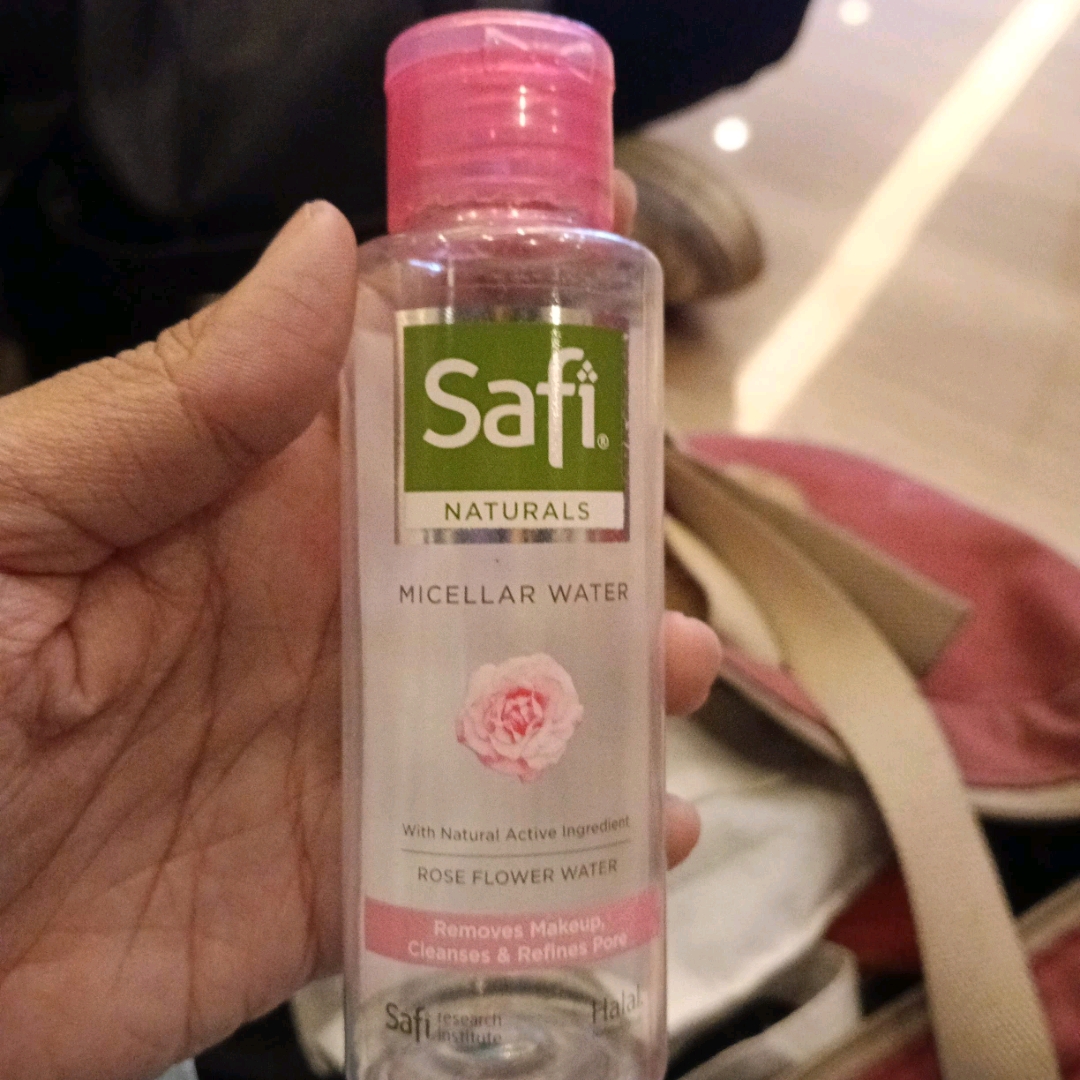 Safi®
NATURALS
MICELLAR WATER
With Natural Active Ingredient
ROSE FLOWER WATER
Removes Makeup,
Cleanses & Refines Pore
Safi research institute
Halal